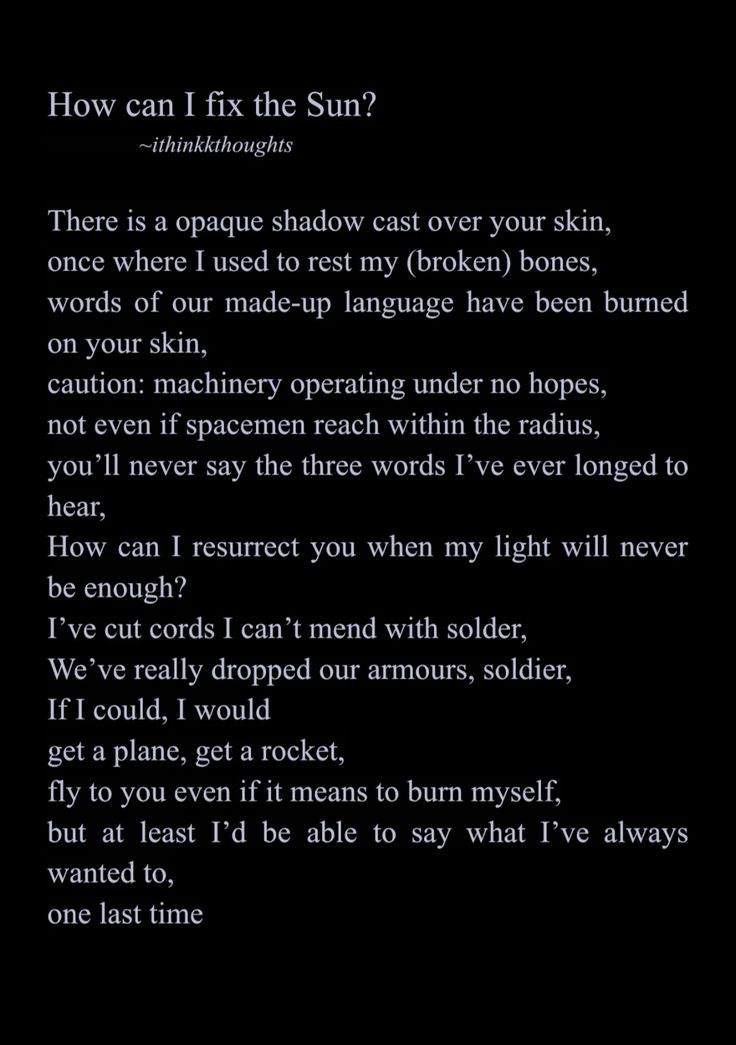 How can I fix the Sun?
~ithinkkthoughts
There is a opaque shadow cast over your skin,
once where I used to rest my (broken) bones,
words of our made-up language have been burned
on your skin,
caution: machinery operating under no hopes,
not even if spacemen reach within the radius,
you’ll never say the three words I’ve ever longed to
hear,
How can I resurrect you when my light will never
be enough?
I’ve cut cords I can’t mend with solder,
We’ve really dropped our armours, soldier,
If I could, I would
get a plane, get a rocket,
fly to you even if it means to burn myself,
but at least I’d be able to say what I’ve always
wanted to,
one last time